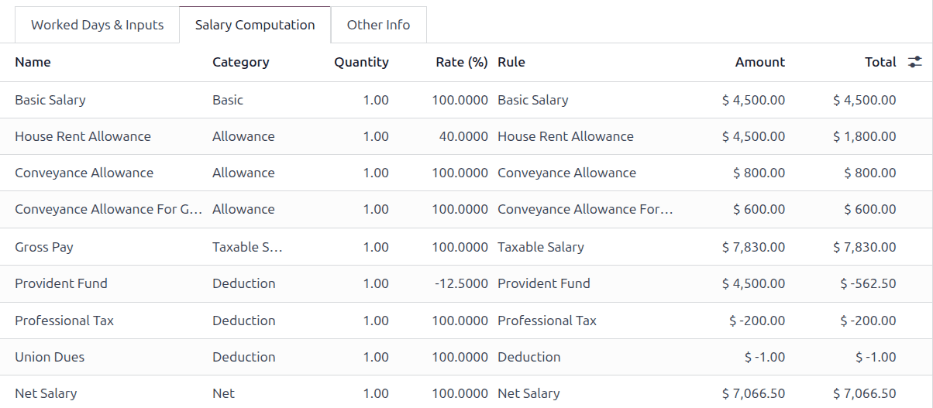 Worked Days & Inputs Salary Computation Other Info
Name Category Quantity Rate (%) Rule Amount Total
Basic Salary Basic 1.00 100.0000 Basic Salary $ 4,500.00 $ 4,500.00
House Rent Allowance Allowance 1.00 40.0000 House Rent Allowance $ 4,500.00 $ 1,800.00
Conveyance Allowance Allowance 1.00 100.0000 Conveyance Allowance $ 800.00 $ 800.00
Conveyance Allowance For G... Allowance 1.00 100.0000 Conveyance Allowance For... $ 600.00 $ 600.00
Gross Pay Taxable S... 1.00 100.0000 Taxable Salary $ 7,830.00 $ 7,830.00
Provident Fund Deduction 1.00 -12.5000 Provident Fund $ 4,500.00 $ -562.50
Professional Tax Deduction 1.00 100.0000 Professional Tax $ -200.00 $ -200.00
Union Dues Deduction 1.00 100.0000 Deduction $ -1.00 $ -1.00
Net Salary Net 1.00 100.0000 Net Salary $ 7,066.50 $ 7,066.50